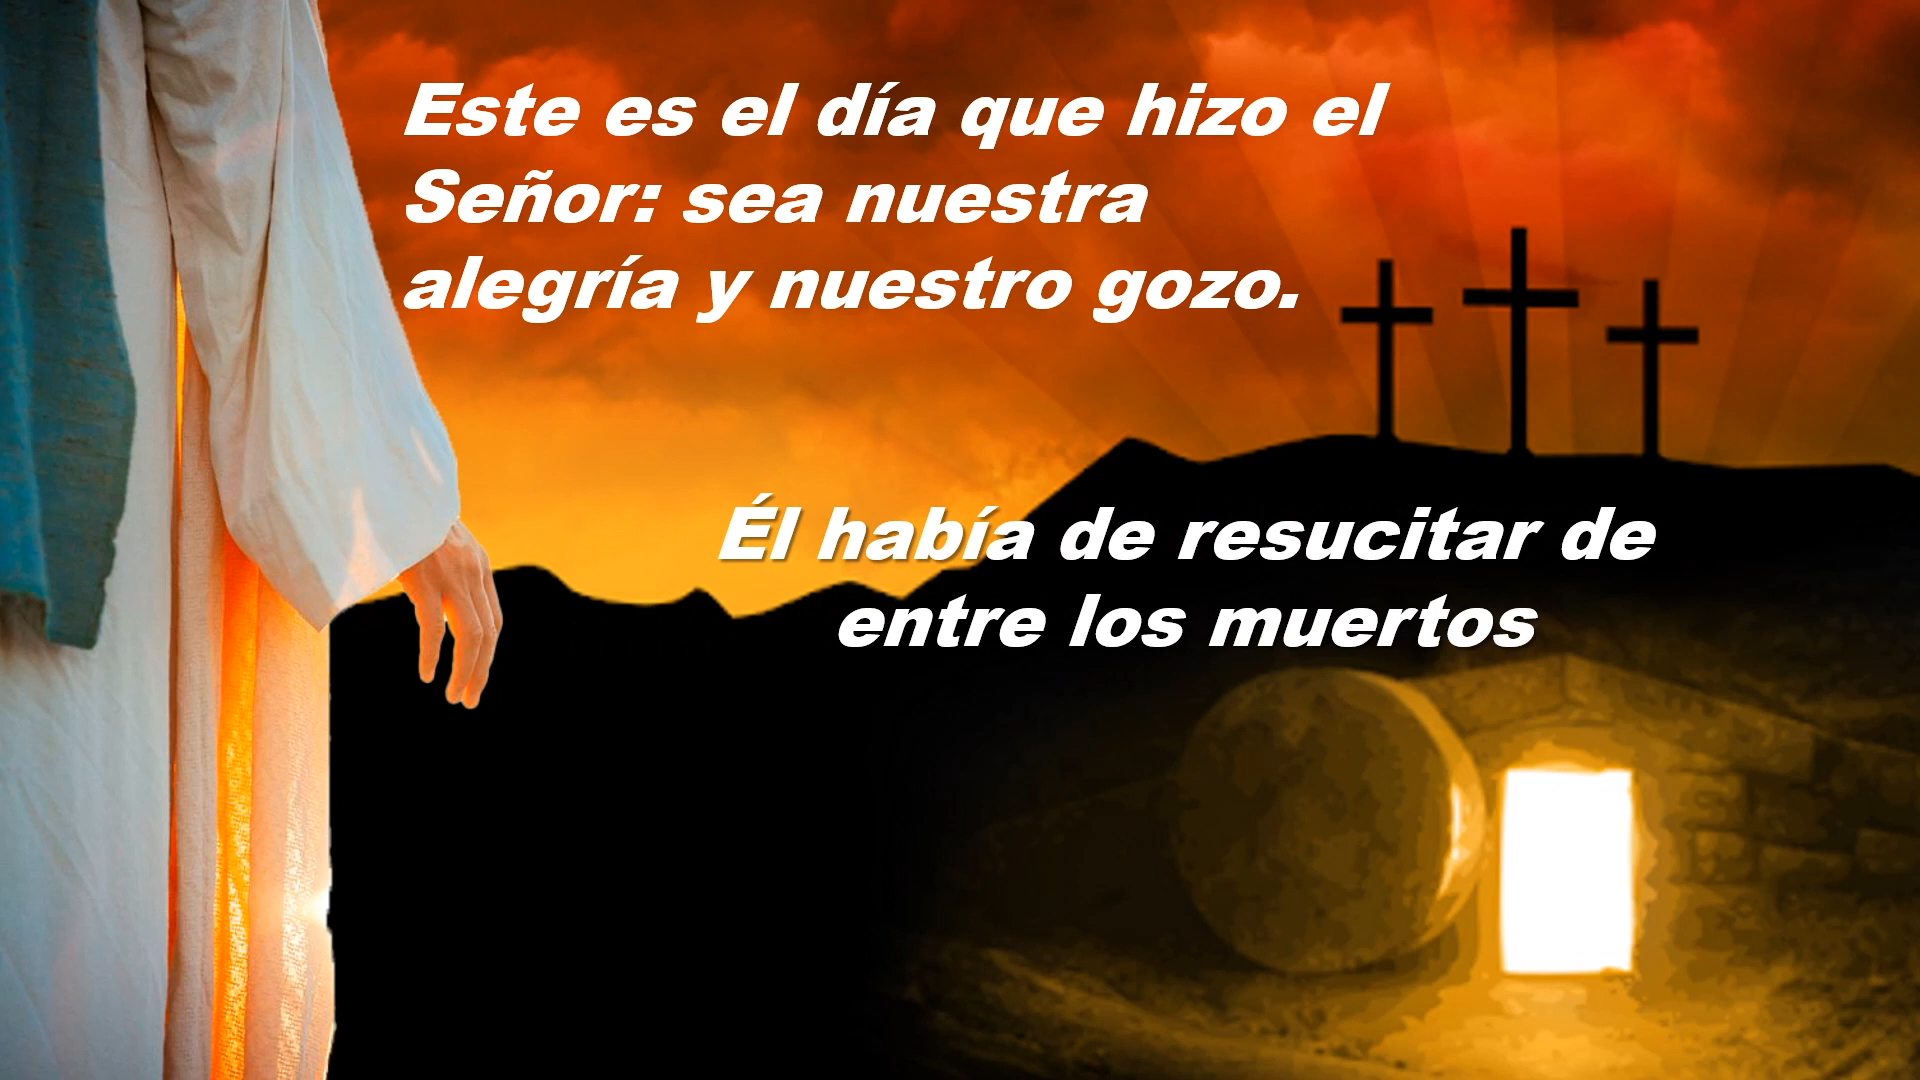 Este es el día que hizo el
Señor: sea nuestra
alegría y nuestro gozo.
Él había de resucitar de
entre los muertos